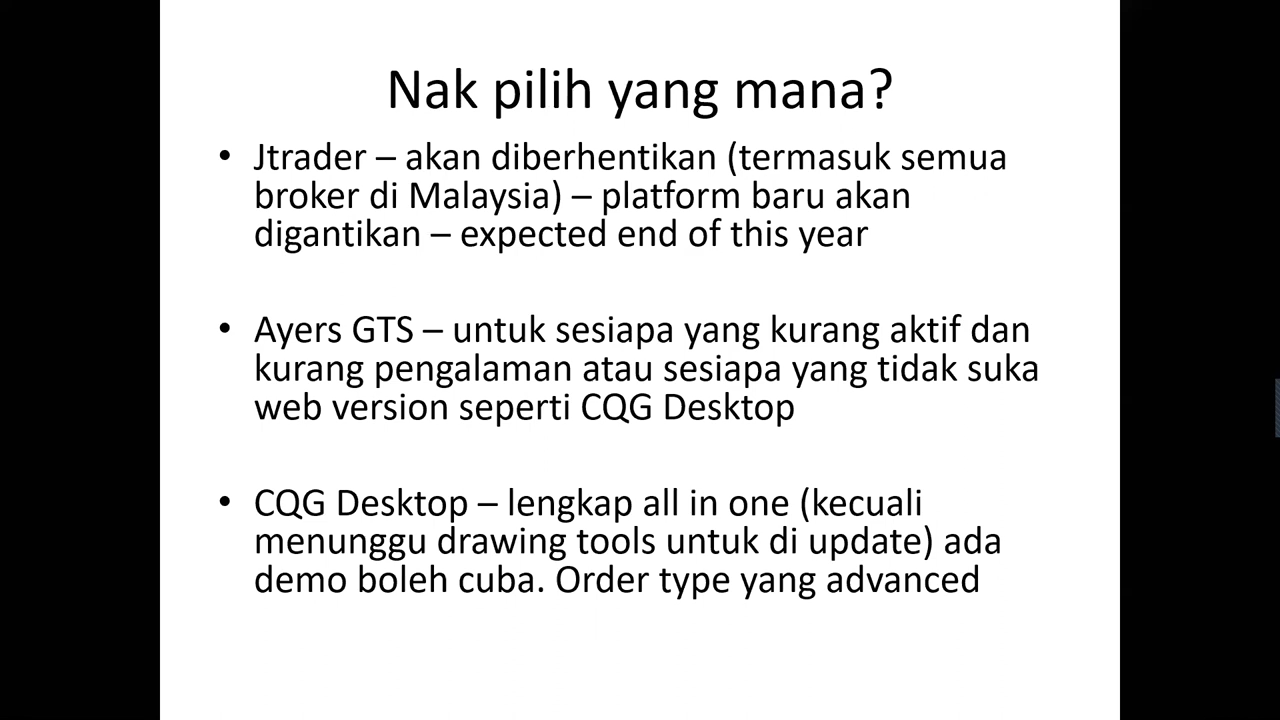 Nak pilih yang mana?
• Jtrader – akan diberhentikan (termasuk semua
broker di Malaysia) – platform baru akan
digantikan – expected end of this year
• Ayers GTS – untuk sesiapa yang kurang aktif dan
kurang pengalaman atau sesiapa yang tidak suka
web version seperti CQG Desktop
• CQG Desktop – lengkap all in one (kecuali
menunggu drawing tools untuk di update) ada
demo boleh cuba. Order type yang advanced